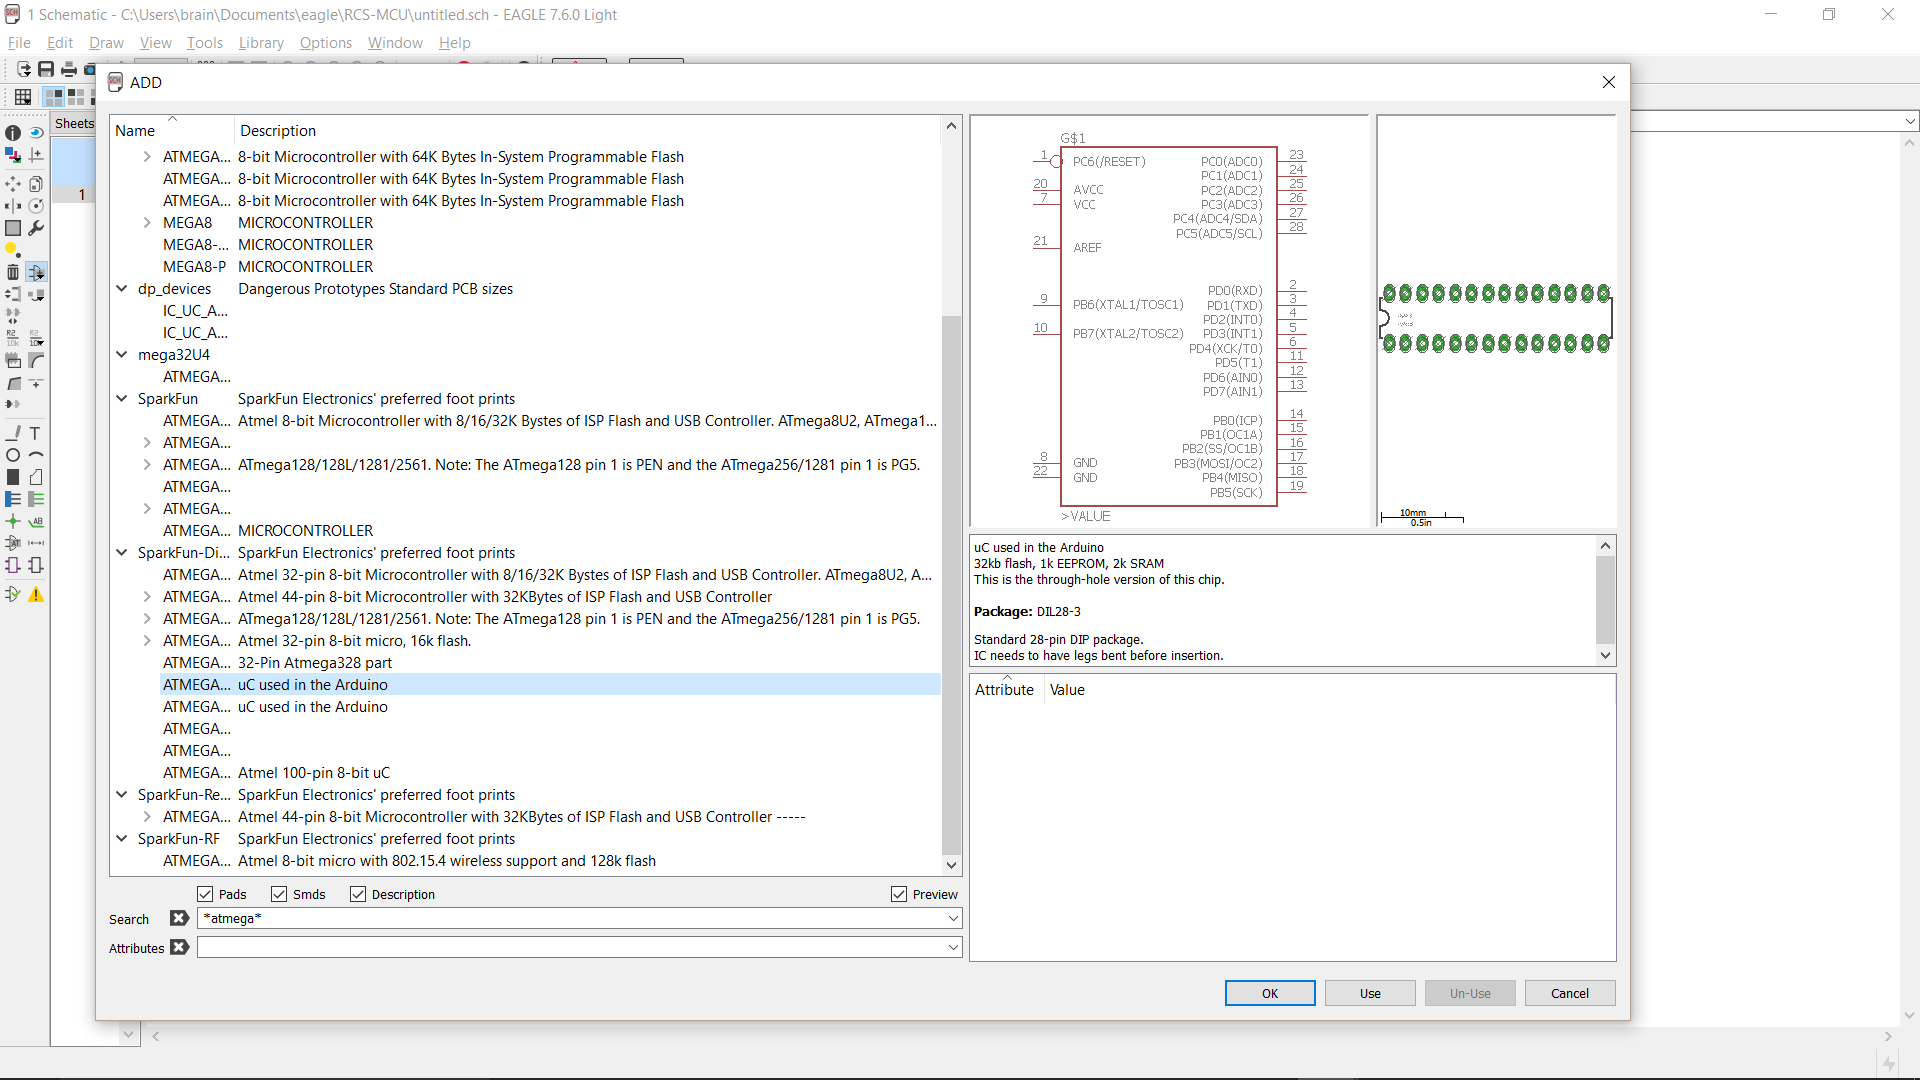 1 Schematic - C:\Users\brain\Documents\eagle\RCS-MCU\untitled.sch - EAGLE 7.6.0 Light
File Edit Draw View Tools Library Options Window Help
ADD
Sheets
1
Name Description
ATMEGA... 8-bit Microcontroller with 64K Bytes In-System Programmable Flash
ATMEGA... 8-bit Microcontroller with 64K Bytes In-System Programmable Flash
ATMEGA... 8-bit Microcontroller with 64K Bytes In-System Programmable Flash
MEGA8 MICROCONTROLLER
MEGA8-... MICROCONTROLLER
MEGA8-P MICROCONTROLLER
dp_devices Dangerous Prototypes Standard PCB sizes
IC_UC_A...
IC_UC_A...
mega32U4
ATMEGA...
SparkFun SparkFun Electronics' preferred foot prints
ATMEGA... Atmel 8-bit Microcontroller with 8/16/32K Bystes of ISP Flash and USB Controller. ATmega8U2, ATmega1...
ATMEGA...
ATMEGA... ATmega128/128L/1281/2561. Note: The ATmega128 pin 1 is PEN and the ATmega256/1281 pin 1 is PG5.
ATMEGA...
ATMEGA...
ATMEGA... MICROCONTROLLER
SparkFun-Di... SparkFun Electronics' preferred foot prints
ATMEGA... Atmel 32-pin 8-bit Microcontroller with 8/16/32K Bystes of ISP Flash and USB Controller. ATmega8U2, A...
ATMEGA... Atmel 44-pin 8-bit Microcontroller with 32KBytes of ISP Flash and USB Controller
ATMEGA... ATmega128/128L/1281/2561. Note: The ATmega128 pin 1 is PEN and the ATmega256/1281 pin 1 is PG5.
ATMEGA... Atmel 32-pin 8-bit micro, 16k flash.
ATMEGA... 32-Pin Atmega328 part
ATMEGA... uC used in the Arduino
ATMEGA... uC used in the Arduino
ATMEGA...
ATMEGA...
ATMEGA... Atmel 100-pin 8-bit uC
SparkFun-Re... SparkFun Electronics' preferred foot prints
ATMEGA... Atmel 44-pin 8-bit Microcontroller with 32KBytes of ISP Flash and USB Controller -----
SparkFun-RF SparkFun Electronics' preferred foot prints
ATMEGA... Atmel 8-bit micro with 802.15.4 wireless support and 128k flash
Pads Smds Description Preview
Search *atmega*
Attributes
G$1
1 PC6(/RESET) PC0(ADC0) 23
PC1(ADC1) 24
20 AVCC PC2(ADC2) 25
7 VCC PC3(ADC3) 26
PC4(ADC4/SDA) 27
PC5(ADC5/SCL) 28
21 AREF
PD0(RXD) 2
9 PB6(XTAL1/TOSC1) PD1(TXD) 3
PD2(INT0) 4
10 PB7(XTAL2/TOSC2) PD3(INT1) 5
PD4(XCK/T0) 6
PD5(T1) 11
PD6(AIN0) 12
PD7(AIN1) 13
PB0(ICP) 14
PB1(OC1A) 15
PB2(SS/OC1B) 16
8 GND PB3(MOSI/OC2) 17
22 GND PB4(MISO) 18
PB5(SCK) 19
>VALUE
10mm
0.5in
uC used in the Arduino
32kb flash, 1k EEPROM, 2k SRAM
This is the through-hole version of this chip.
Package: DIL28-3
Standard 28-pin DIP package.
IC needs to have legs bent before insertion.
Attribute Value
OK Use Un-Use Cancel